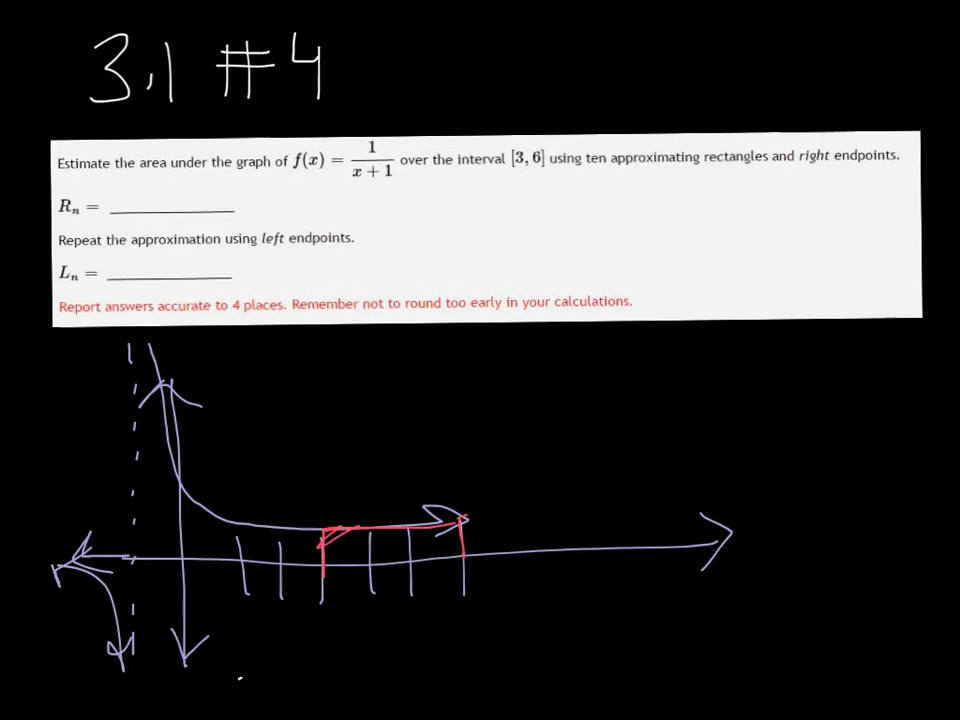 3.1 #4
Estimate the area under the graph of f(x) = 1/(x + 1) over the interval [3, 6] using ten approximating rectangles and right endpoints.
Rn = ____________
Repeat the approximation using left endpoints.
Ln = ____________
Report answers accurate to 4 places. Remember not to round too early in your calculations.